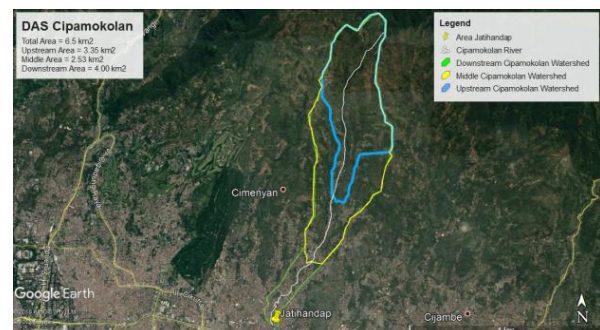 DAS Cipamokolan
Total Area = 6.5 km2
Upstream Area = 3.35 km2
Middle Area = 2.53 km2
Downstream Area = 4.00 km2
Legend
Area Jatihandap
Cipamokolan River
Downstream Cipamokolan Watershed
Middle Cipamokolan Watershed
Upstream Cipamokolan Watershed
Cimenyan
Google Earth
Jatihandap
Cijambe
N